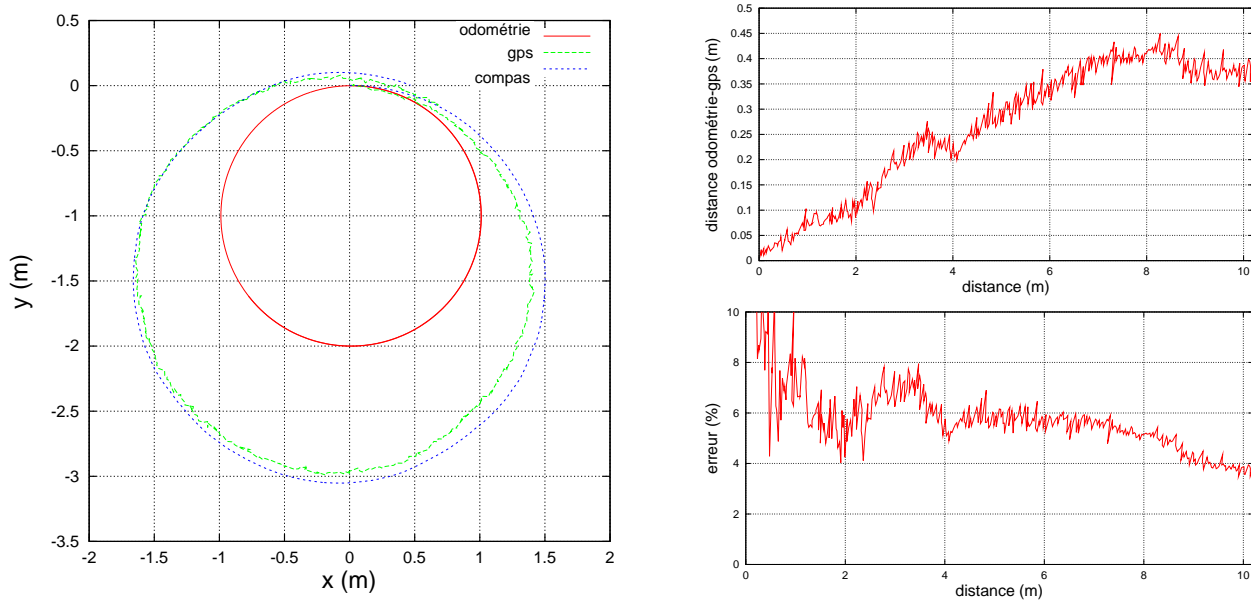 0.5
0
-0.5
-1
-1.5
-2
-2.5
-3
-3.5
-2 -1.5 -1 -0.5 0 0.5 1 1.5 2
y (m)
x (m)
odométrie
gps
compas
0.5
0.45
0.4
0.35
0.3
0.25
0.2
0.15
0.1
0.05
0
0 2 4 6 8 10
distance odométrie-gps (m)
distance (m)
10
8
6
4
2
0
0 2 4 6 8 10
erreur (%)
distance (m)